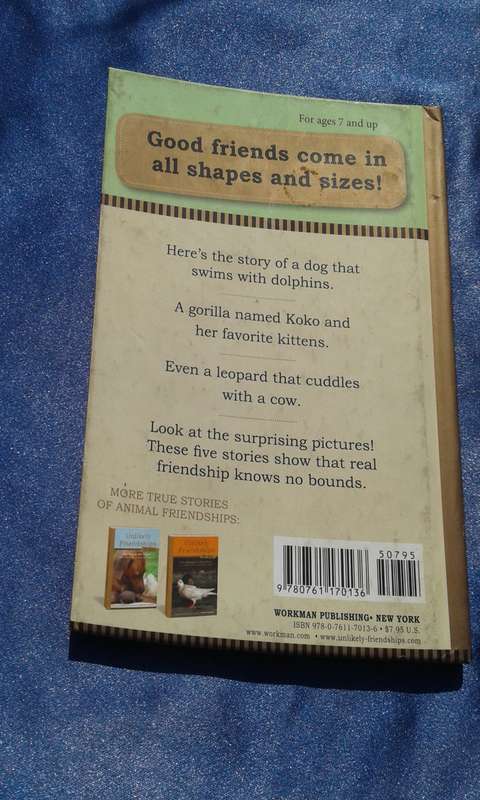 For ages 7 and up
Good friends come in
all shapes and sizes!
Here's the story of a dog that
swims with dolphins.
A gorilla named Koko and
her favorite kittens.
Even a leopard that cuddles
with a cow.
Look at the surprising pictures!
These five stories show that real
friendship knows no bounds.
MORE TRUE STORIES
OF ANIMAL FRIENDSHIPS:
Unlikely
Friendships
Unlikely
Friendships
50795
9 780761 170136
WORKMAN PUBLISHING • NEW YORK
ISBN 978-0-7611-7013-6 • $7.95 U.S.
www.workman.com • www.unlikely-friendships.com